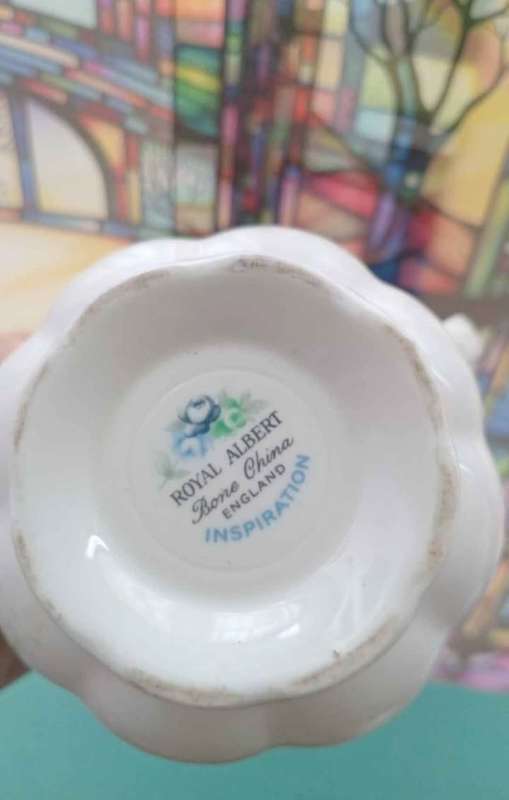 ROYAL ALBERT
Bone China
ENGLAND
INSPIRATION